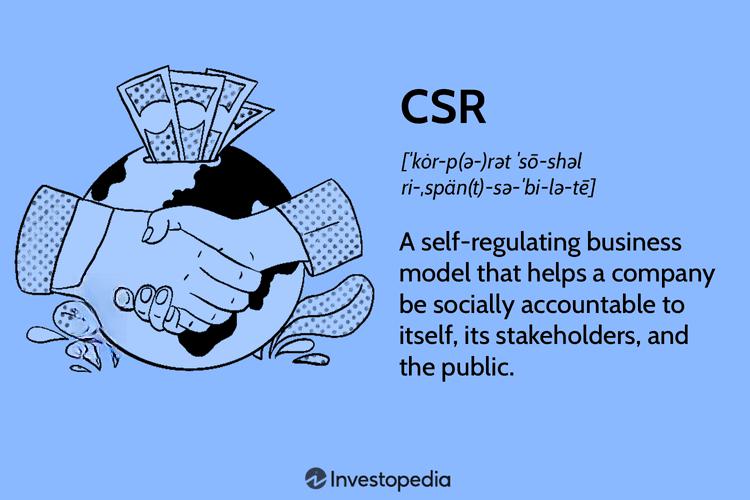 CSR
[ˈkȯr-p(ə-)rət ˈsō-shəl
ri-ˌspän(t)-sə-ˈbi-lə-tē]
A self-regulating business
model that helps a company
be socially accountable to
itself, its stakeholders, and
the public.
Investopedia